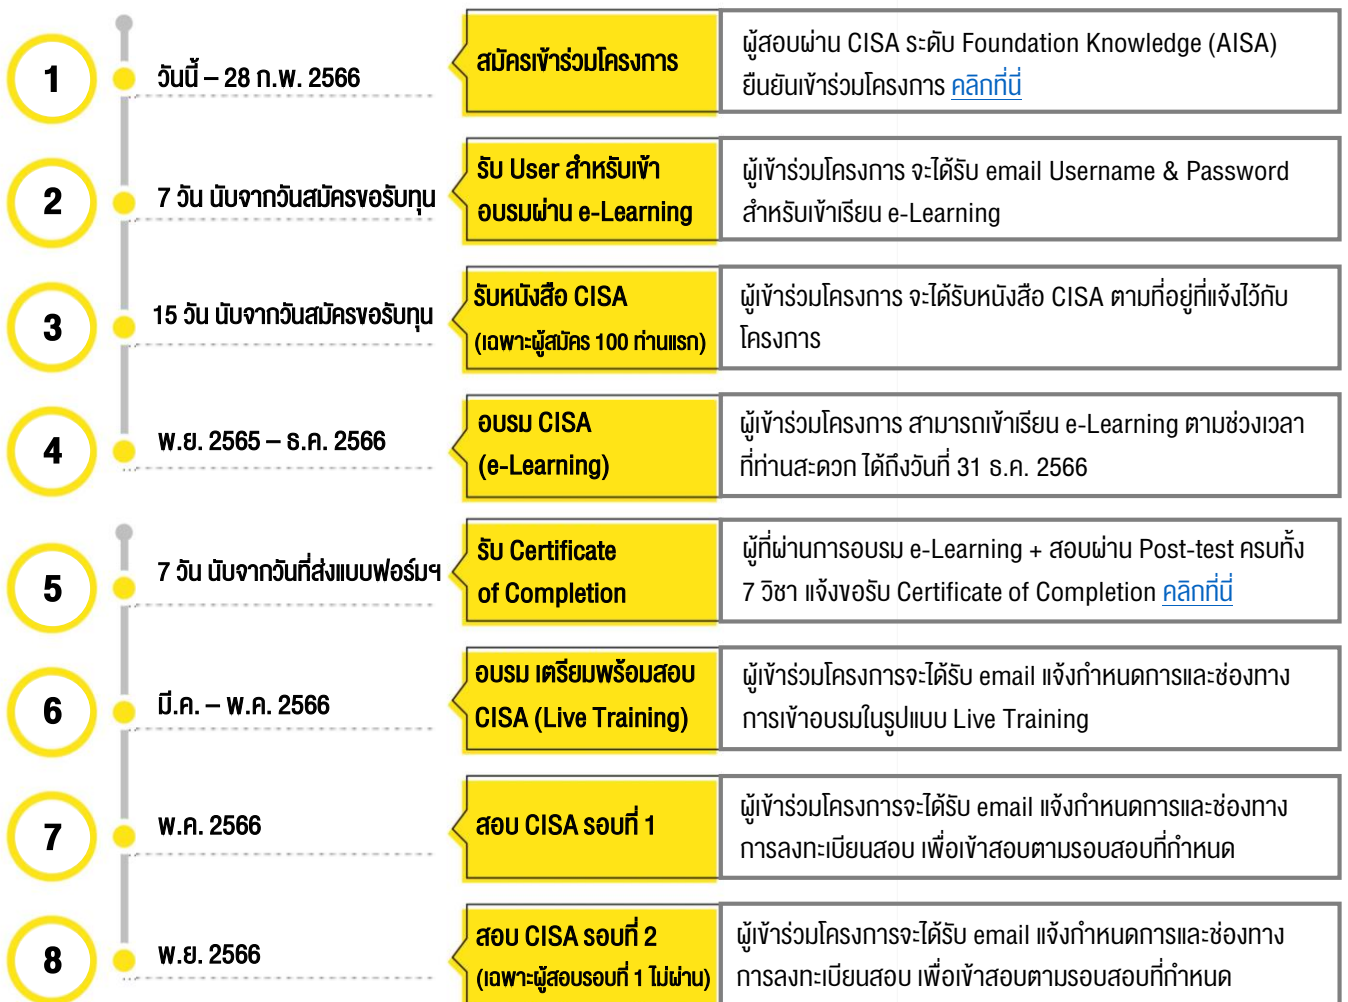 1
วันนี้ – 28 ก.พ. 2566
สมัครเข้าร่วมโครงการ
ผู้สอบผ่าน CISA ระดับ Foundation Knowledge (AISA)
ยืนยันเข้าร่วมโครงการ คลิกที่นี่
2
7 วัน นับจากวันสมัครขอรับทุน
รับ User สำหรับเข้า
อบรมผ่าน e-Learning
ผู้เข้าร่วมโครงการ จะได้รับ email Username & Password
สำหรับเข้าเรียน e-Learning
3
15 วัน นับจากวันสมัครขอรับทุน
รับหนังสือ CISA
(เฉพาะผู้สมัคร 100 ท่านแรก)
ผู้เข้าร่วมโครงการ จะได้รับหนังสือ CISA ตามที่อยู่ที่แจ้งไว้กับ
โครงการ
4
พ.ย. 2565 – ธ.ค. 2566
อบรม CISA
(e-Learning)
ผู้เข้าร่วมโครงการ สามารถเข้าเรียน e-Learning ตามช่วงเวลา
ที่ท่านสะดวก ได้ถึงวันที่ 31 ธ.ค. 2566
5
7 วัน นับจากวันที่ส่งแบบฟอร์มฯ
รับ Certificate
of Completion
ผู้ที่ผ่านการอบรม e-Learning + สอบผ่าน Post-test ครบทั้ง
7 วิชา แจ้งขอรับ Certificate of Completion คลิกที่นี่
6
มี.ค. – พ.ค. 2566
อบรม เตรียมพร้อมสอบ
CISA (Live Training)
ผู้เข้าร่วมโครงการจะได้รับ email แจ้งกำหนดการและช่องทาง
การเข้าอบรมในรูปแบบ Live Training
7
พ.ค. 2566
สอบ CISA รอบที่ 1
ผู้เข้าร่วมโครงการจะได้รับ email แจ้งกำหนดการและช่องทาง
การลงทะเบียนสอบ เพื่อเข้าสอบตามรอบสอบที่กำหนด
8
พ.ย. 2566
สอบ CISA รอบที่ 2
(เฉพาะผู้สอบรอบที่ 1 ไม่ผ่าน)
ผู้เข้าร่วมโครงการจะได้รับ email แจ้งกำหนดการและช่องทาง
การลงทะเบียนสอบ เพื่อเข้าสอบตามรอบสอบที่กำหนด